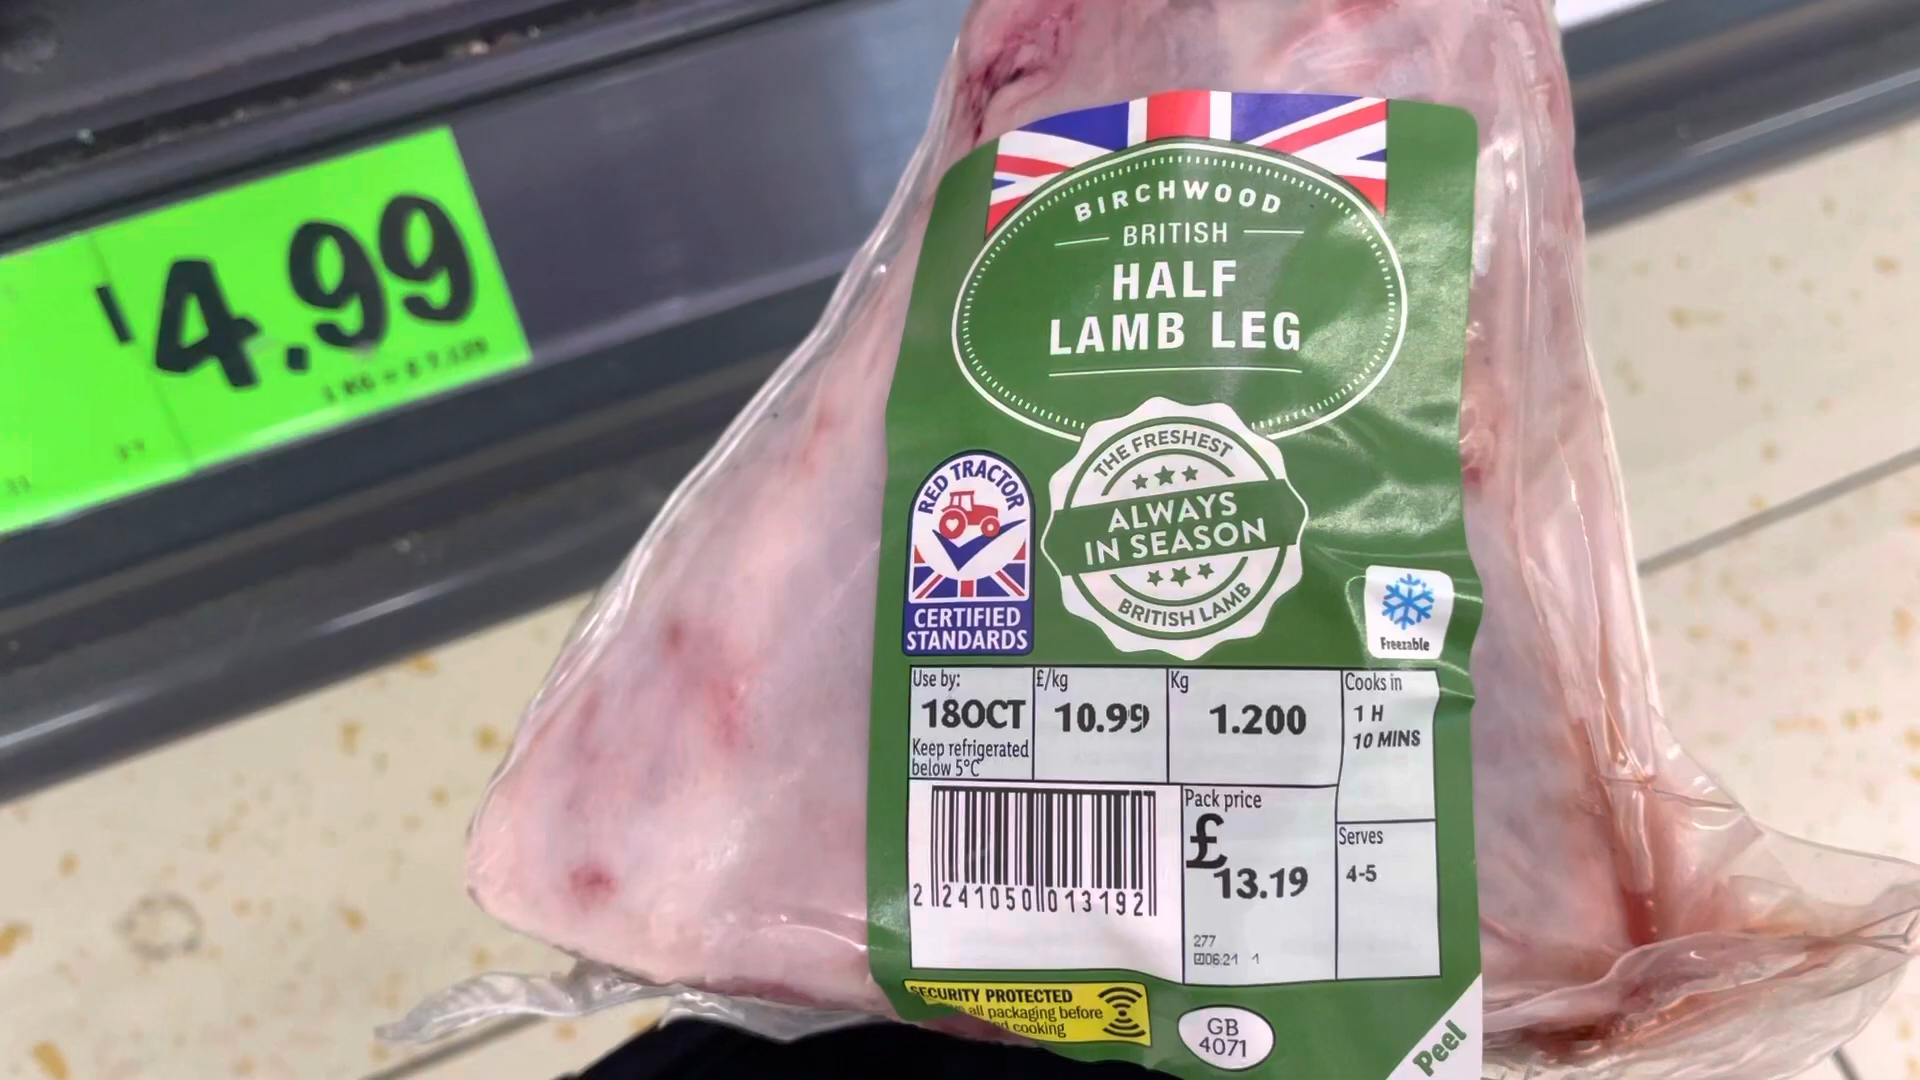 4.99
BIRCHWOOD
BRITISH
HALF
LAMB LEG
THE FRESHEST
ALWAYS
IN SEASON
BRITISH LAMB
RED TRACTOR
CERTIFIED
STANDARDS
Freezable
Use by:
18OCT
Keep refrigerated
below 5°C
£/kg
10.99
Kg
1.200
Cooks in
1 H
10 MINS
2 241050 013192
Pack price
£
13.19
277
06:21 1
Serves
4-5
SECURITY PROTECTED
all packaging before
cooking
GB
4071
Peel